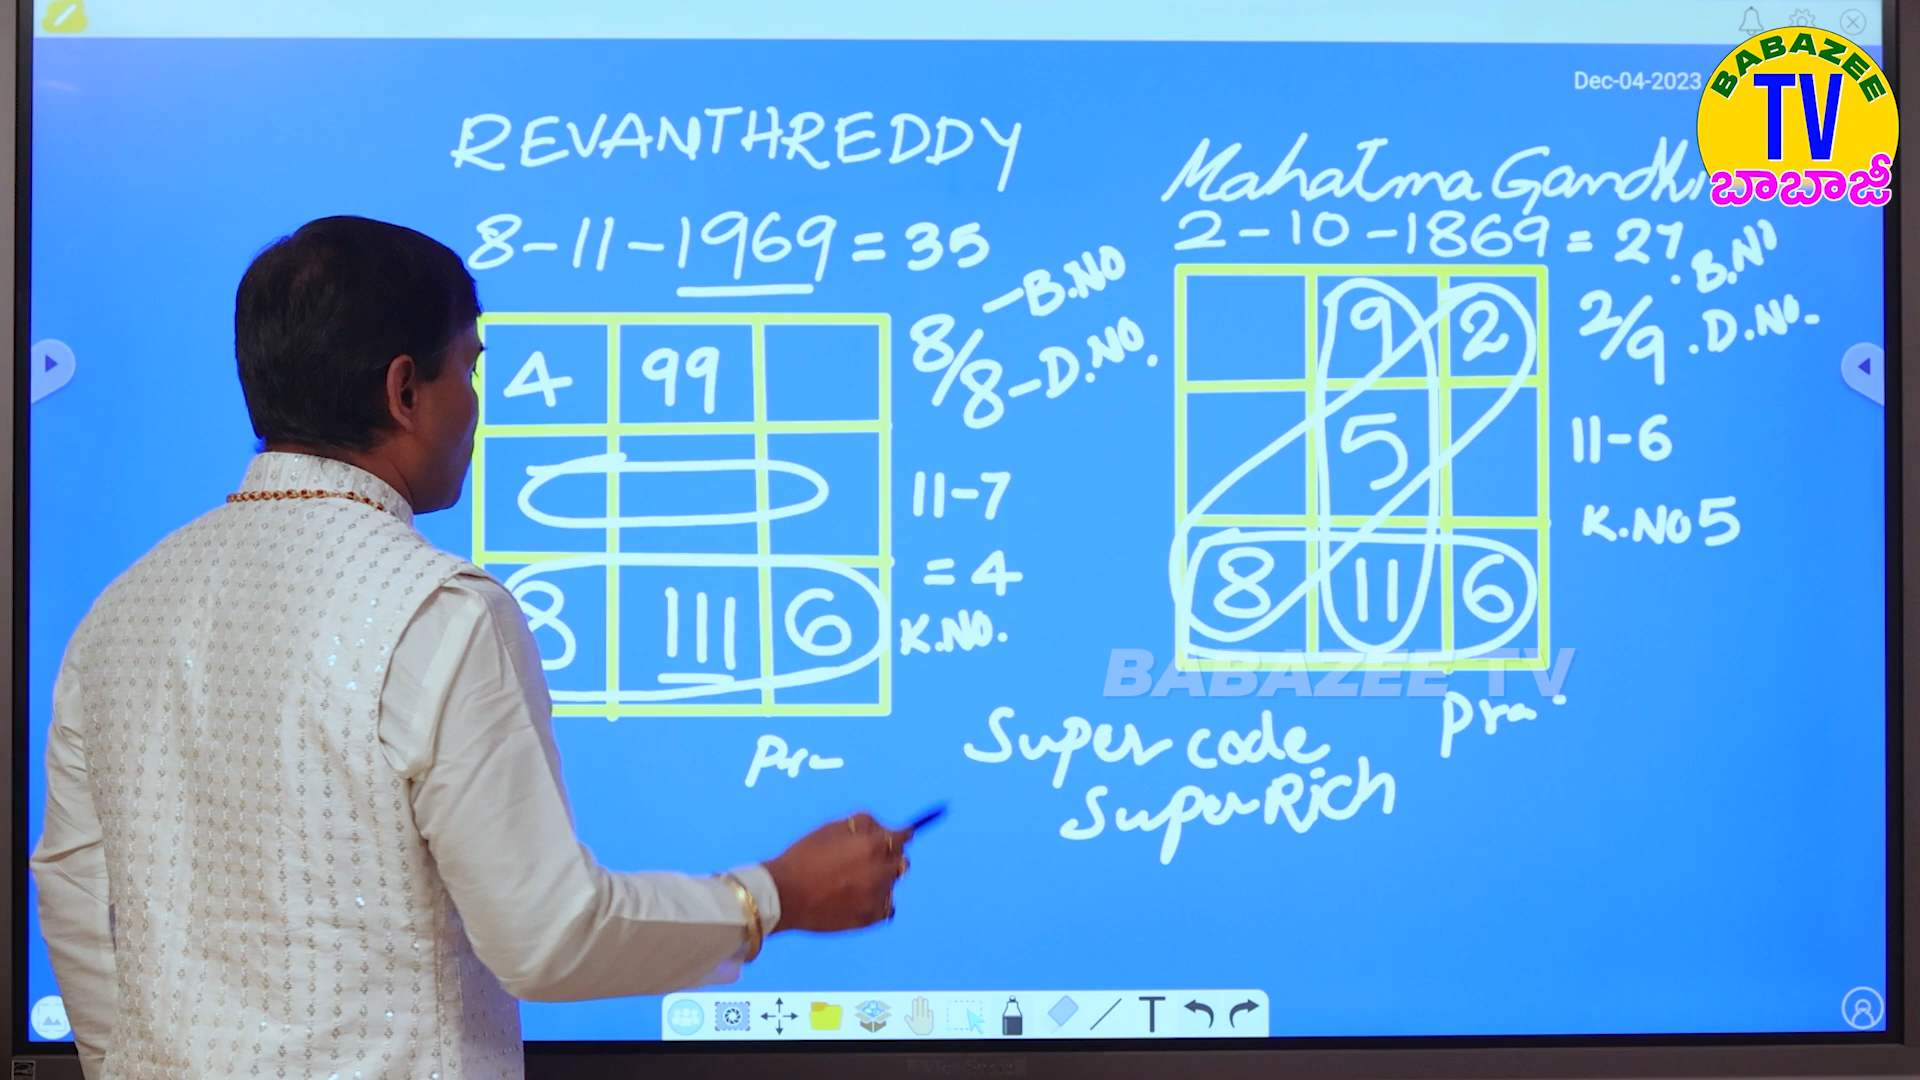 Dec-04-2023
BABAZEE
TV
బాబాజీ
REVANTHREDDY
8-11-1969 = 35
8/8
-B.NO
-D.NO.
4 99
8 111 6
11-7
= 4
K.NO.
Mahatma Gandhi
2-10-1869 = 27
2/9
.B.NO
.D.NO.
9 2
5
8 11 6
11-6
K.NO 5
BABAZEE TV
Super code
Super Rich
T